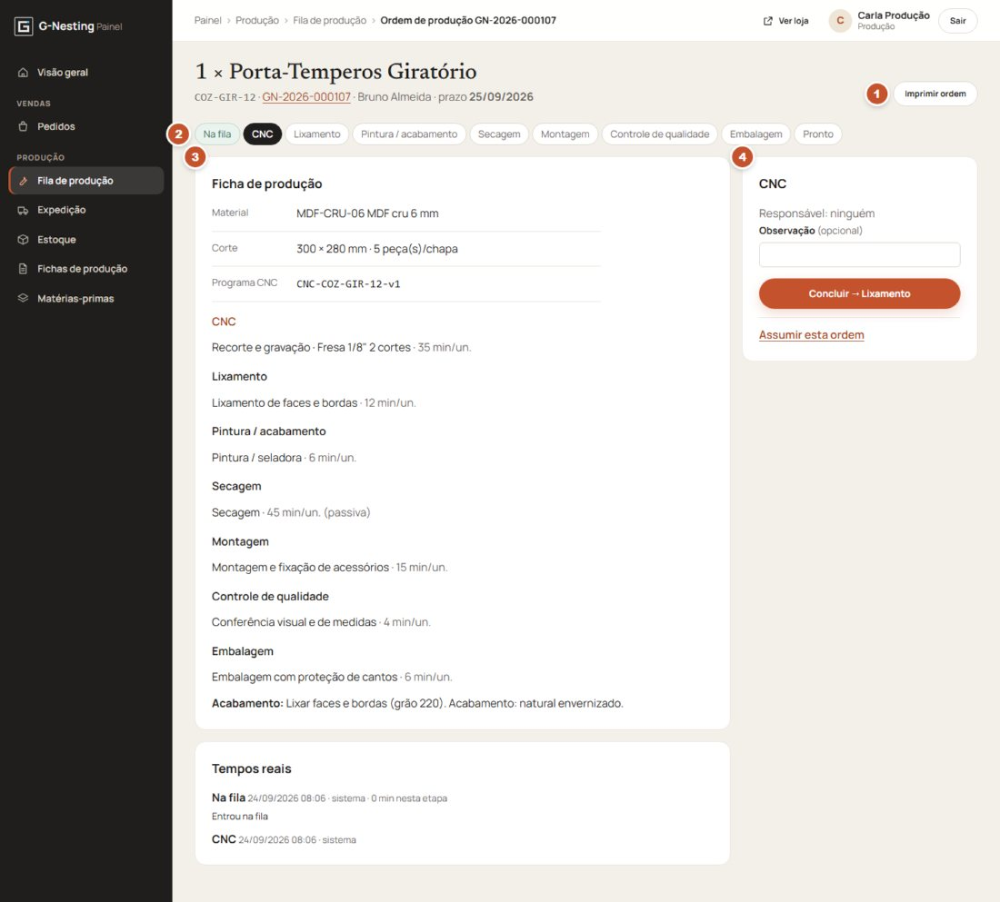 G-Nesting Painel
Painel › Produção › Fila de produção › Ordem de produção GN-2026-000107
Ver loja
C
Carla Produção
Produção
Sair
Visão geral
VENDAS
Pedidos
PRODUÇÃO
Fila de produção
Expedição
Estoque
Fichas de produção
Matérias-primas
1 × Porta-Temperos Giratório
COZ-GIR-12 · GN-2026-000107 · Bruno Almeida · prazo 25/09/2026
1
Imprimir ordem
2
Na fila
CNC
Lixamento
Pintura / acabamento
Secagem
Montagem
Controle de qualidade
Embalagem
Pronto
3
Ficha de produção
Material MDF-CRU-06 MDF cru 6 mm
Corte 300 × 280 mm · 5 peça(s)/chapa
Programa CNC CNC-COZ-GIR-12-v1
CNC
Recorte e gravação · Fresa 1/8" 2 cortes · 35 min/un.
Lixamento
Lixamento de faces e bordas · 12 min/un.
Pintura / acabamento
Pintura / seladora · 6 min/un.
Secagem
Secagem · 45 min/un. (passiva)
Montagem
Montagem e fixação de acessórios · 15 min/un.
Controle de qualidade
Conferência visual e de medidas · 4 min/un.
Embalagem
Embalagem com proteção de cantos · 6 min/un.
Acabamento: Lixar faces e bordas (grão 220). Acabamento: natural envernizado.
4
CNC
Responsável: ninguém
Observação (opcional)
Concluir → Lixamento
Assumir esta ordem
Tempos reais
Na fila 24/09/2026 08:06 · sistema · 0 min nesta etapa
Entrou na fila
CNC 24/09/2026 08:06 · sistema